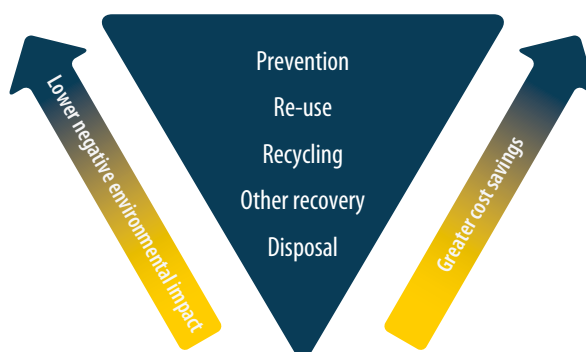 Prevention
Re-use
Recycling
Other recovery
Disposal
Lower negative environmental impact
Greater cost savings